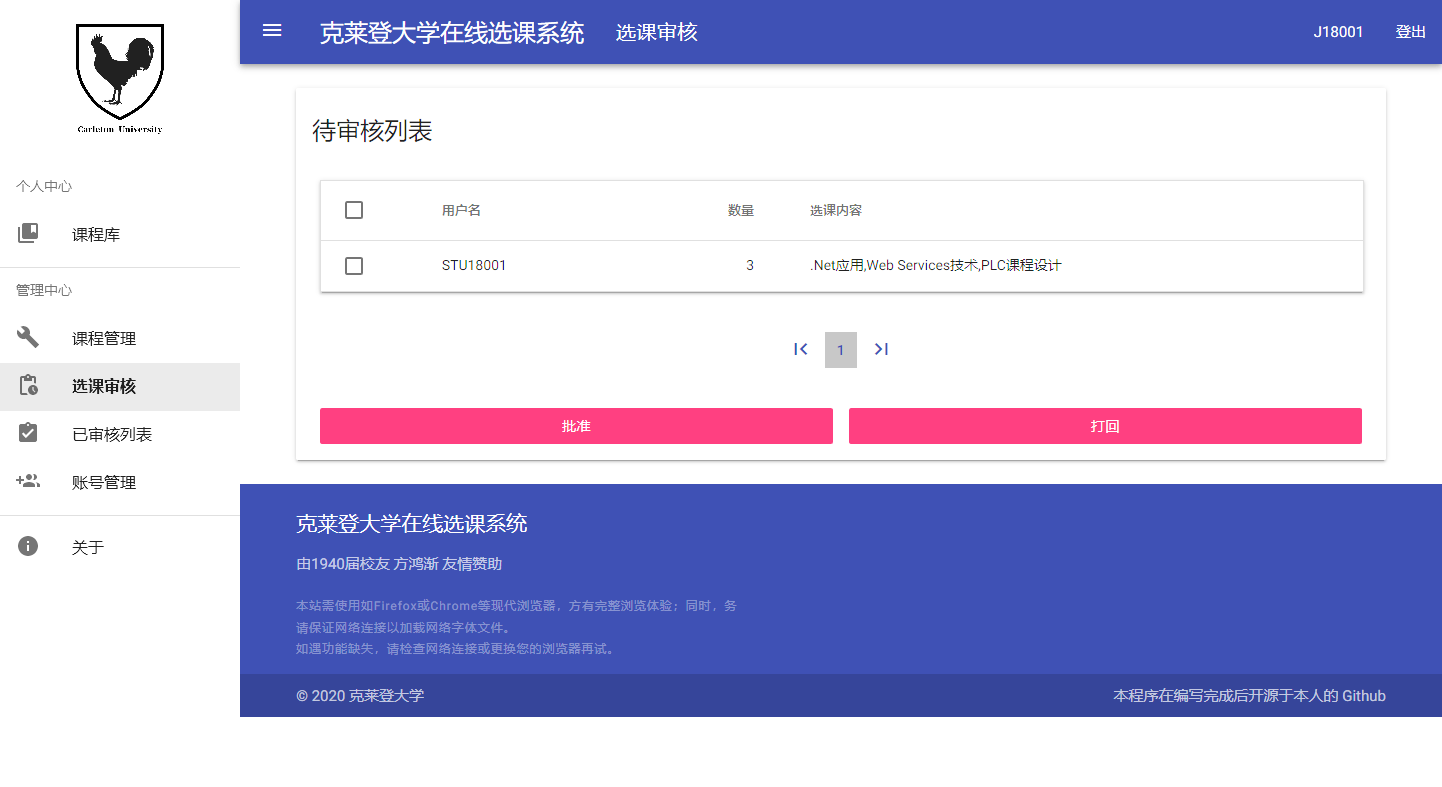 Carleton University
个人中心
课程库
管理中心
课程管理
选课审核
已审核列表
账号管理
关于
克莱登大学在线选课系统 选课审核 J18001 登出
待审核列表
用户名 数量 选课内容
STU18001 3 .Net应用,Web Services技术,PLC课程设计
1
批准 打回
克莱登大学在线选课系统
由1940届校友 方鸿渐 友情赞助
本站需使用如Firefox或Chrome等现代浏览器，方有完整浏览体验；同时，务
请保证网络连接以加载网络字体文件。
如遇功能缺失，请检查网络连接或更换您的浏览器再试。
© 2020 克莱登大学 本程序在编写完成后开源于本人的 Github